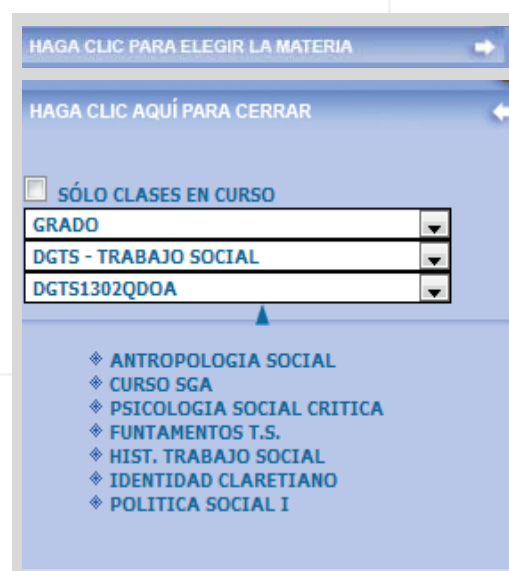 HAGA CLIC PARA ELEGIR LA MATERIA
HAGA CLIC AQUÍ PARA CERRAR
SÓLO CLASES EN CURSO
GRADO
DGTS - TRABAJO SOCIAL
DGTS1302QDOA
ANTROPOLOGIA SOCIAL
CURSO SGA
PSICOLOGIA SOCIAL CRITICA
FUNTAMENTOS T.S.
HIST. TRABAJO SOCIAL
IDENTIDAD CLARETIANO
POLITICA SOCIAL I